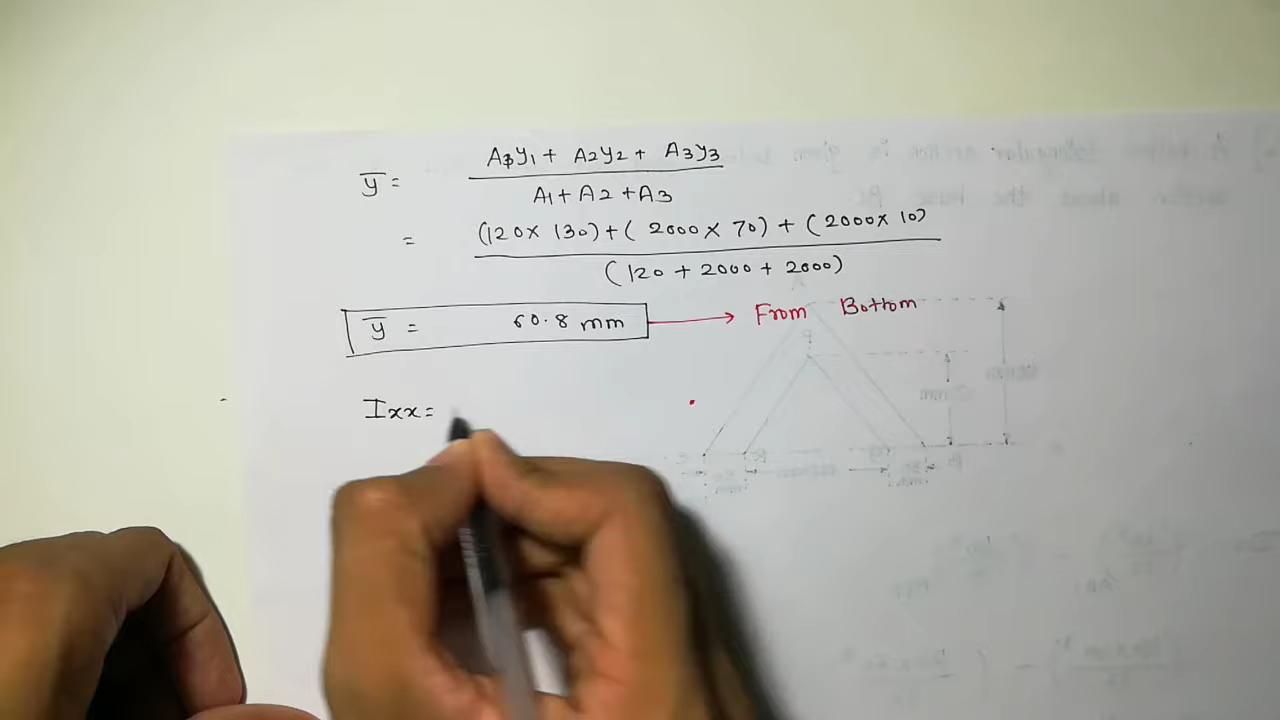 A1y1 + A2y2 + A3y3
y̅ =
A1 + A2 + A3
= (120 x 130) + ( 2000 x 70) + (2000 x 10)
(120 + 2000 + 2000)
y̅ = 60.8 mm From Bottom
Ixx =